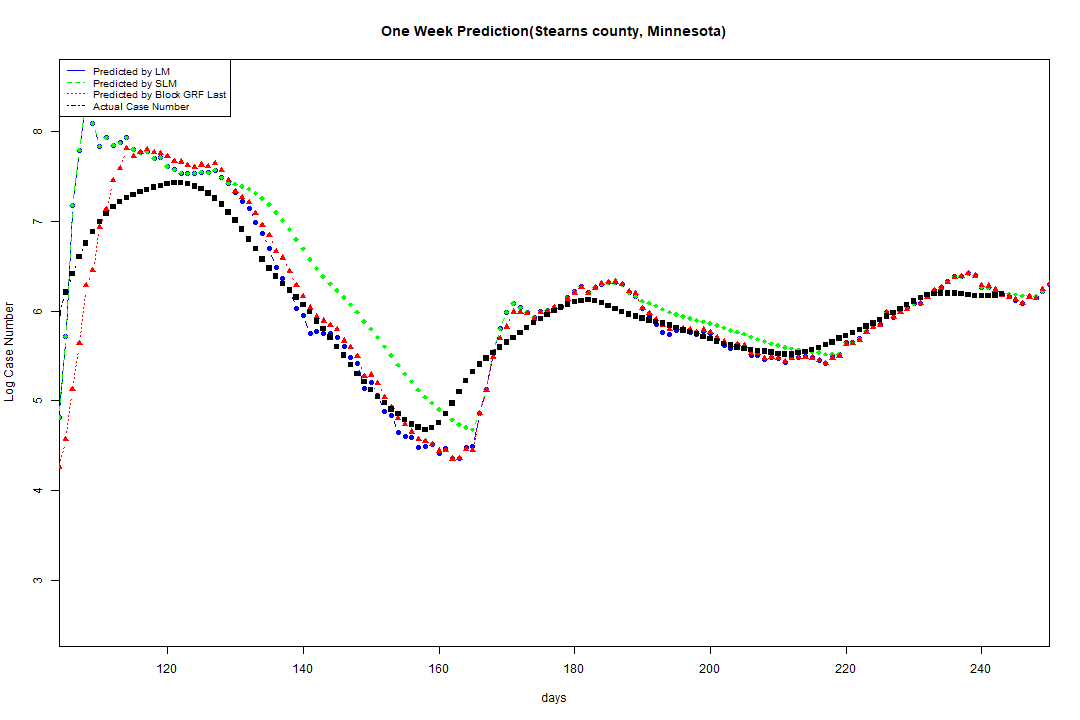 One Week Prediction(Stearns county, Minnesota)
Predicted by LM
Predicted by SLM
Predicted by Block GRF Last
Actual Case Number
Log Case Number
8
7
6
5
4
3
120 140 160 180 200 220 240
days